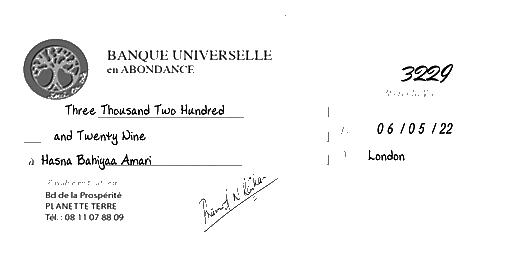 BANQUE UNIVERSELLE
en ABONDANCE
3229
Three Thousand Two Hundred
and Twenty Nine
06/05/22
à Hasna Bahiyaa Amari
London
Bd de la Prospérité
PLANETTE TERRE
Tél. : 08 11 07 88 09